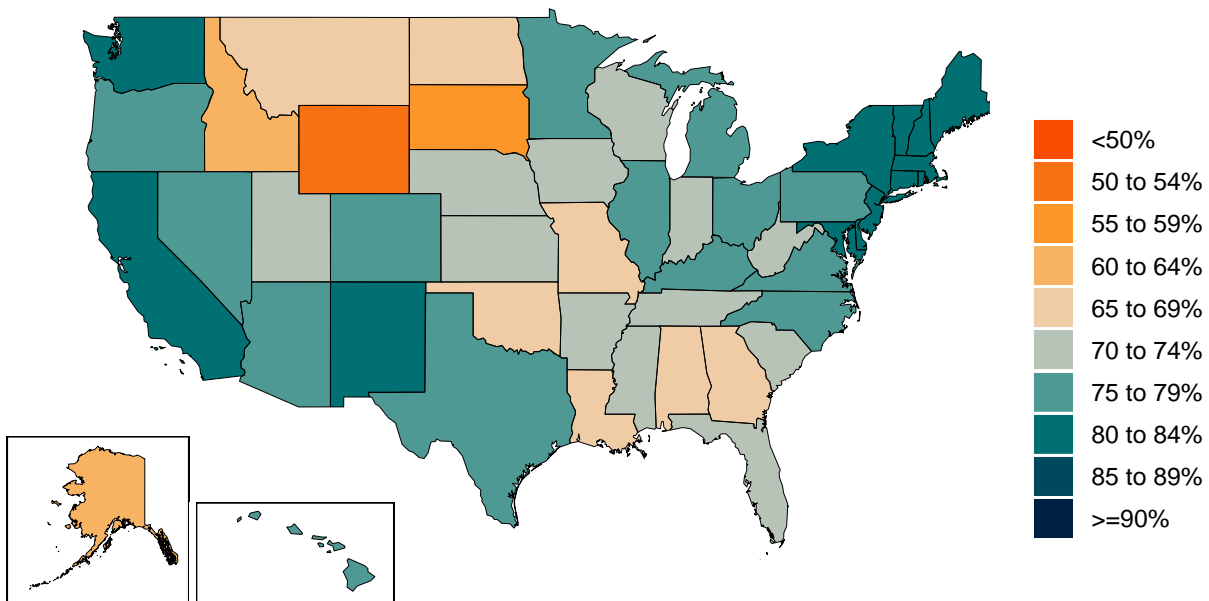 <50%
50 to 54%
55 to 59%
60 to 64%
65 to 69%
70 to 74%
75 to 79%
80 to 84%
85 to 89%
>=90%